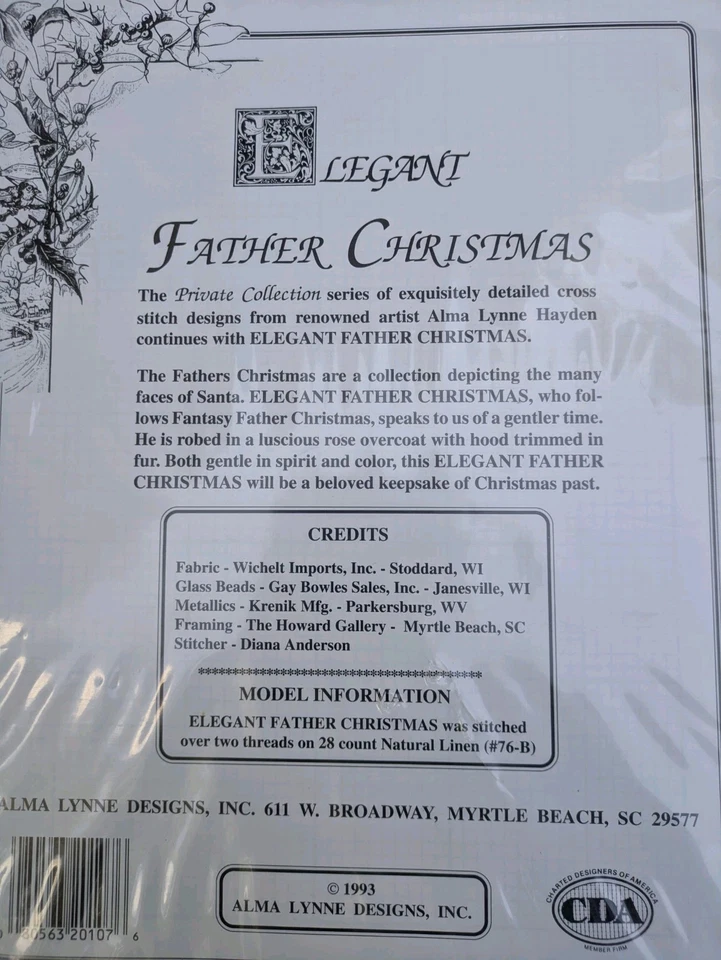 ELEGANT
FATHER CHRISTMAS
The Private Collection series of exquisitely detailed cross
stitch designs from renowned artist Alma Lynne Hayden
continues with ELEGANT FATHER CHRISTMAS.
The Fathers Christmas are a collection depicting the many
faces of Santa. ELEGANT FATHER CHRISTMAS, who fol-
lows Fantasy Father Christmas, speaks to us of a gentler time.
He is robed in a luscious rose overcoat with hood trimmed in
fur. Both gentle in spirit and color, this ELEGANT FATHER
CHRISTMAS will be a beloved keepsake of Christmas past.
CREDITS
Fabric - Wichelt Imports, Inc. - Stoddard, WI
Glass Beads - Gay Bowles Sales, Inc. - Janesville, WI
Metallics - Krenik Mfg. - Parkersburg, WV
Framing - The Howard Gallery - Myrtle Beach, SC
Stitcher - Diana Anderson
******************************************
MODEL INFORMATION
ELEGANT FATHER CHRISTMAS was stitched
over two threads on 28 count Natural Linen (#76-B)
ALMA LYNNE DESIGNS, INC. 611 W. BROADWAY, MYRTLE BEACH, SC 29577
20107 6
© 1993
ALMA LYNNE DESIGNS, INC.
CHARTED DESIGNERS OF AMERICA
CDA
MEMBER FIRM